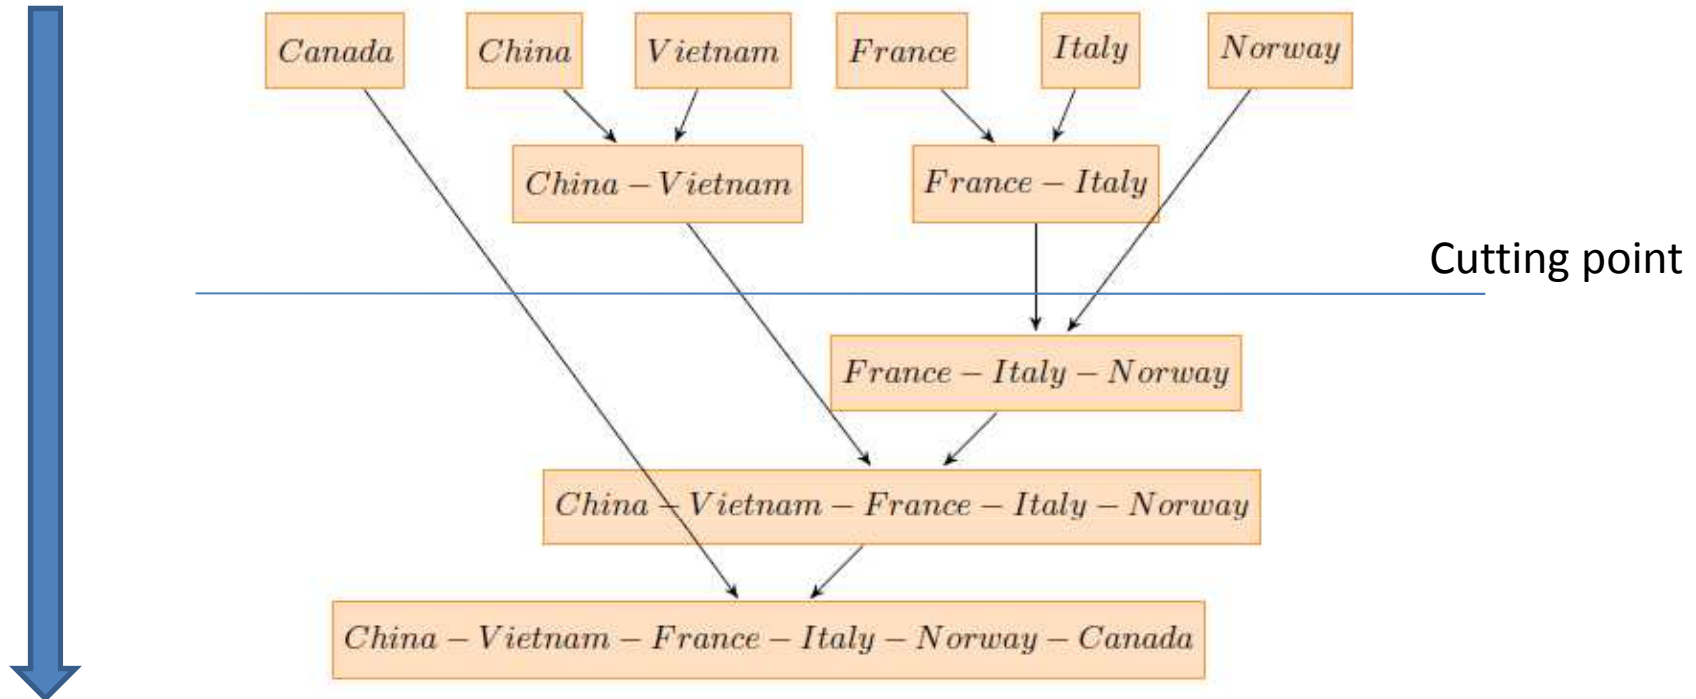 Canada China Vietnam France Italy Norway
China – Vietnam France – Italy
Cutting point
France – Italy – Norway
China – Vietnam – France – Italy – Norway
China – Vietnam – France – Italy – Norway – Canada